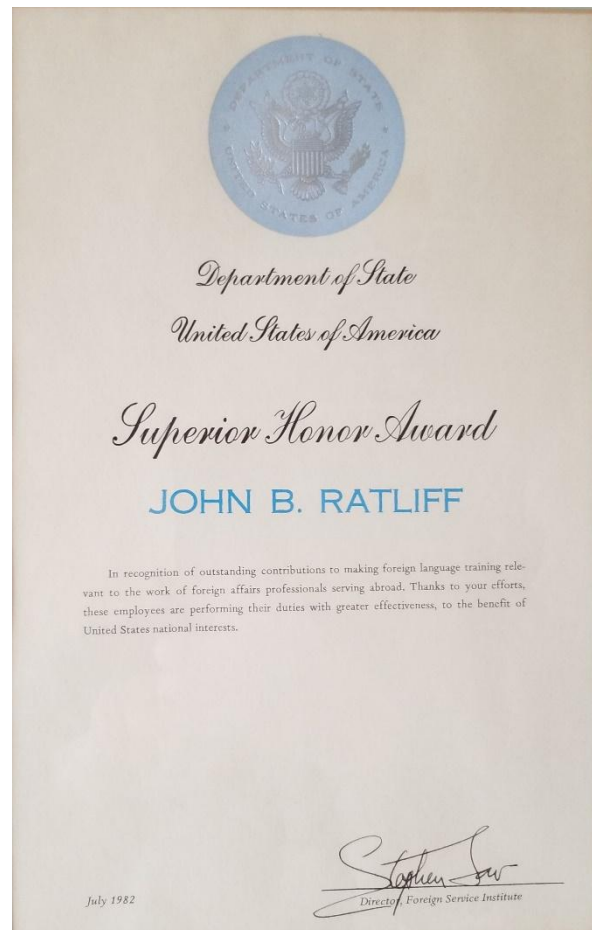 DEPARTMENT OF STATE
UNITED STATES OF AMERICA
Department of State
United States of America
Superior Honor Award
JOHN B. RATLIFF
In recognition of outstanding contributions to making foreign language training rele-
vant to the work of foreign affairs professionals serving abroad. Thanks to your efforts,
these employees are performing their duties with greater effectiveness, to the benefit of
United States national interests.
Stephen Low
July 1982
Director, Foreign Service Institute